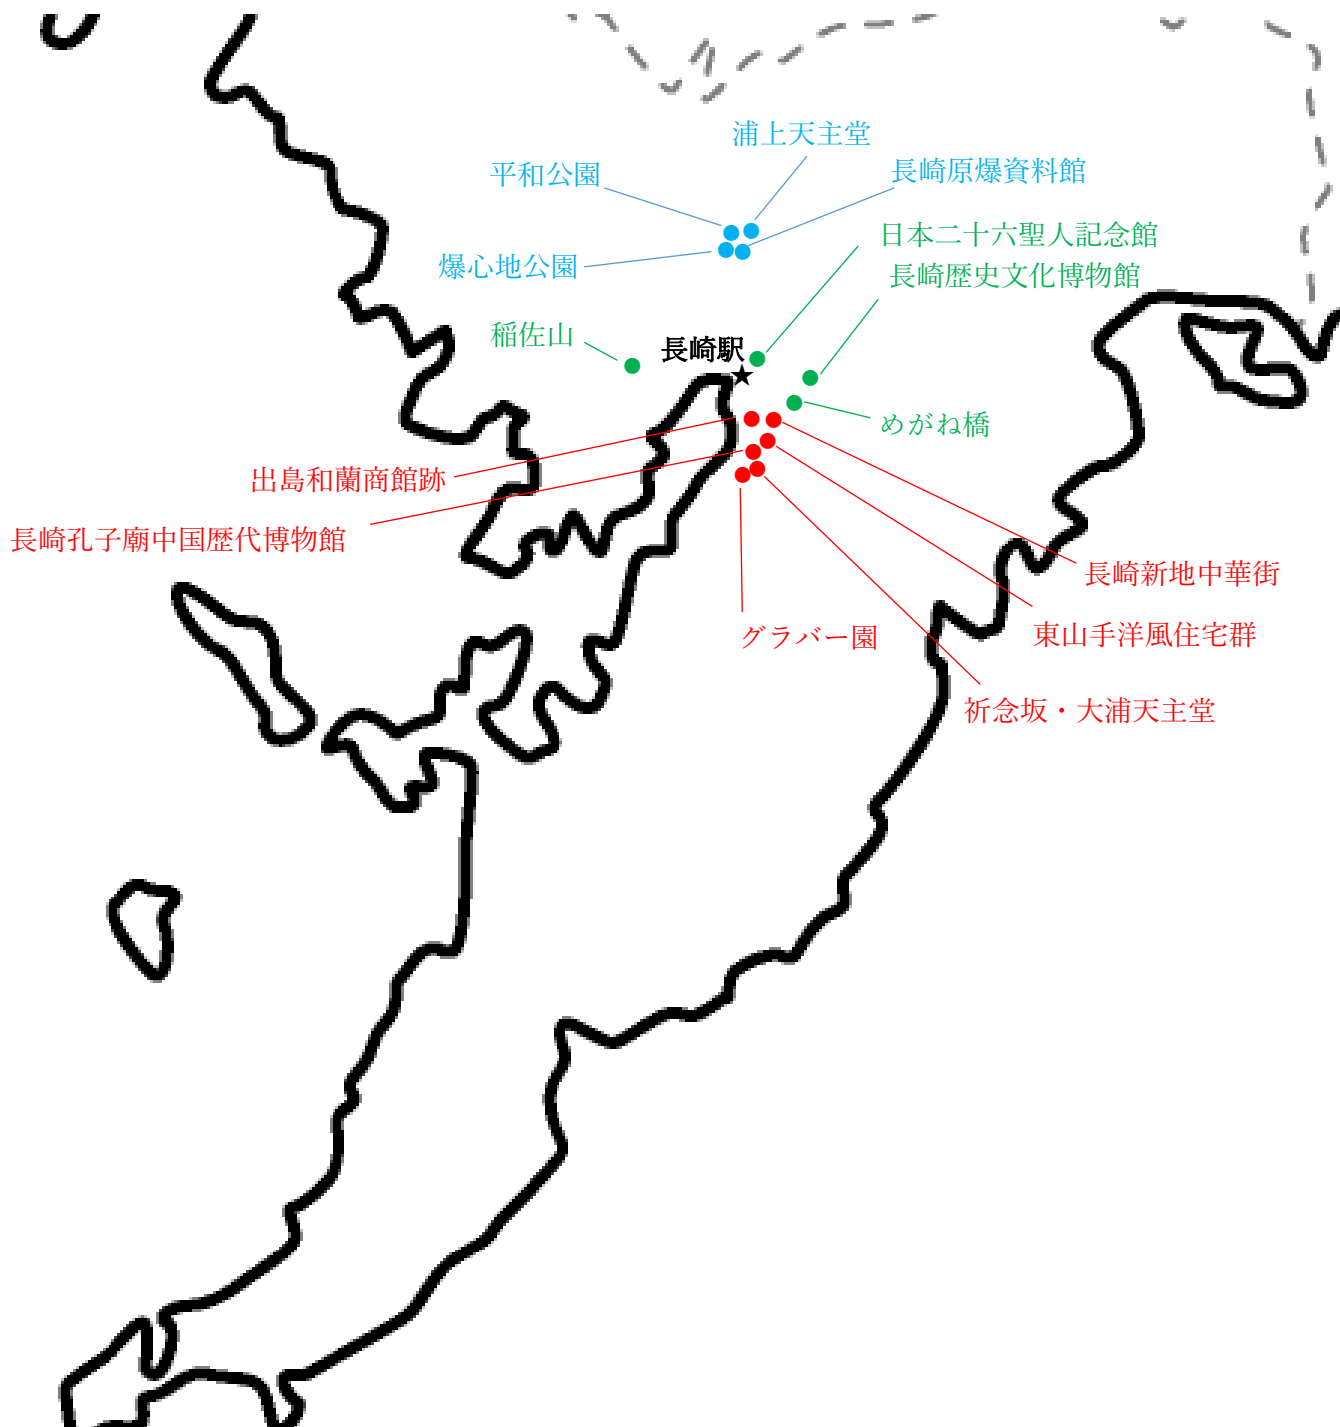 浦上天主堂
平和公園
長崎原爆資料館
日本二十六聖人記念館
爆心地公園
長崎歴史文化博物館
稲佐山
長崎駅
めがね橋
出島和蘭商館跡
長崎孔子廟中国歴代博物館
長崎新地中華街
グラバー園
東山手洋風住宅群
祈念坂・大浦天主堂